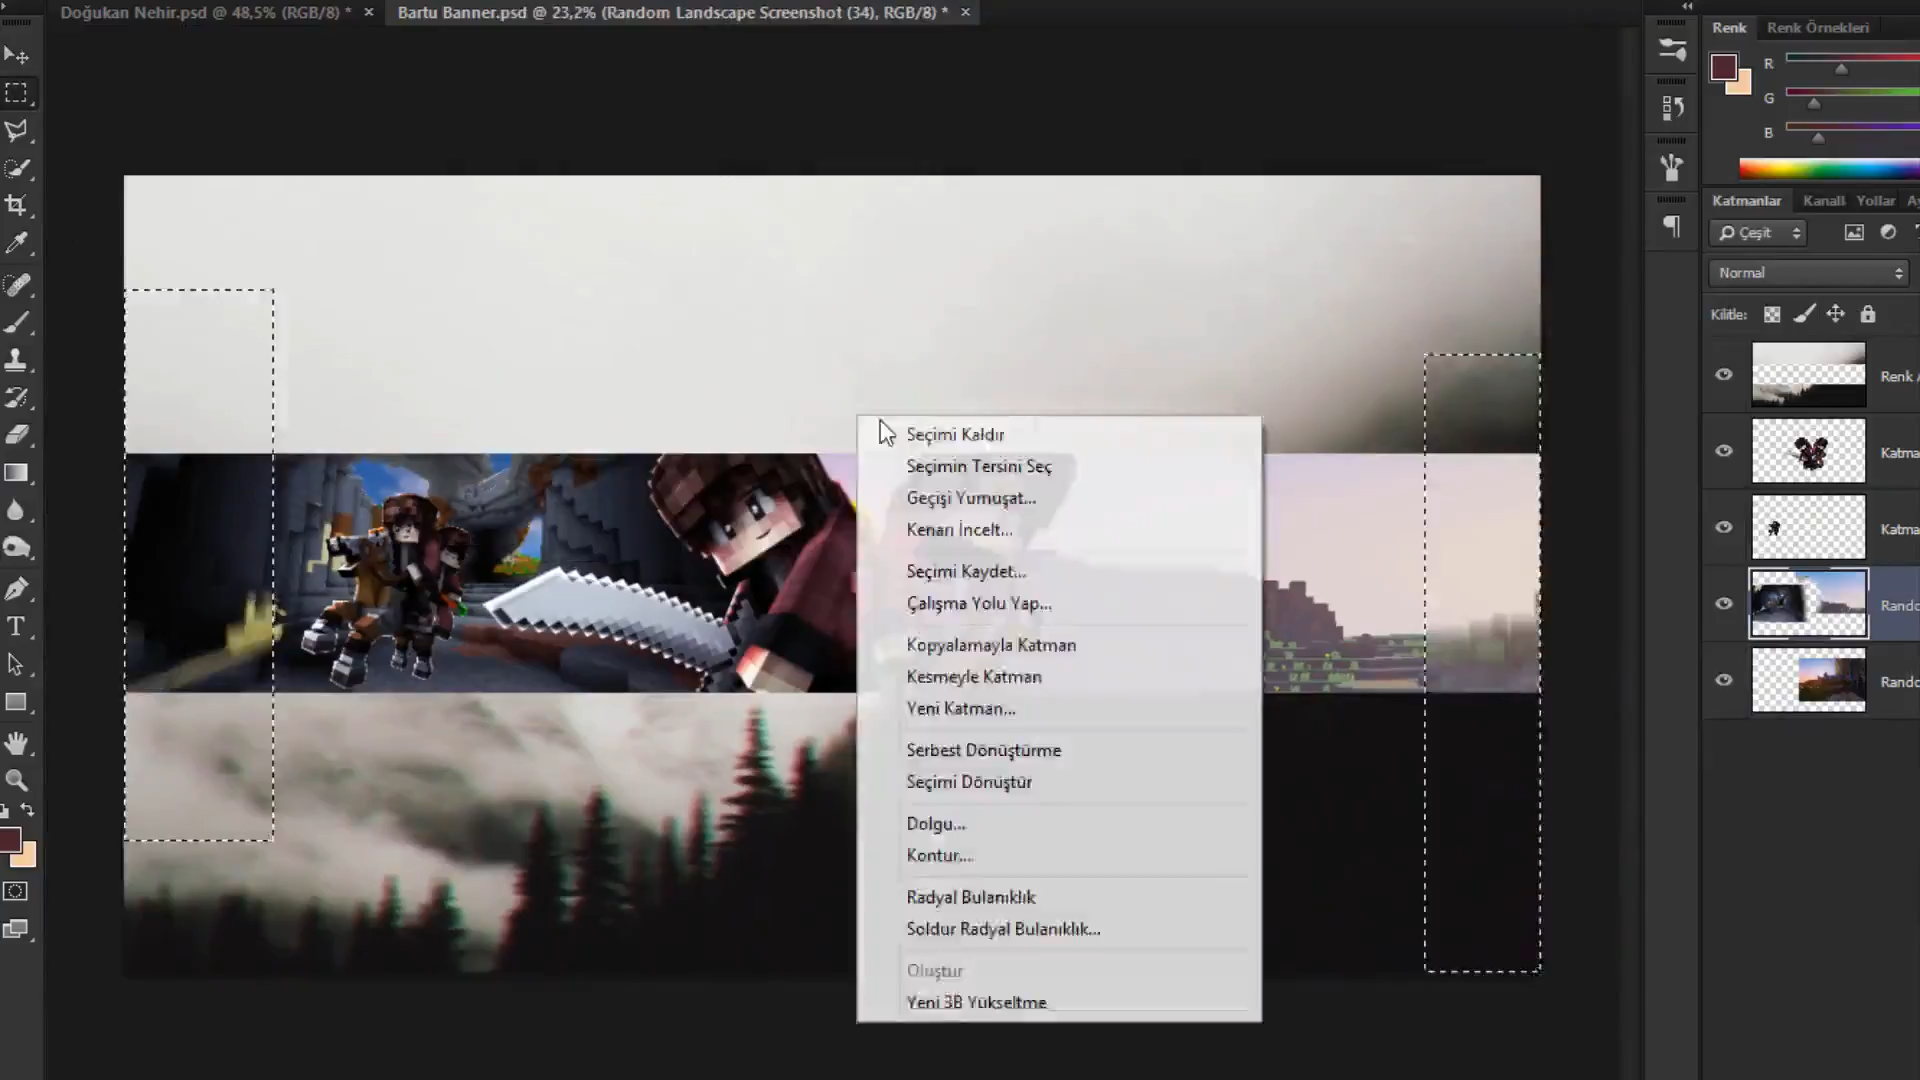 Doğukan Nehir.psd @ 48,5% (RGB/8) *
Bartu Banner.psd @ 23,2% (Random Landscape Screenshot (34), RGB/8) *
Renk
Renk Örnekleri
R
G
B
Katmanlar
Kanall
Yollar
Ay
Çeşit
Normal
Kilitle:
Renk A
Katma
Katma
Rando
Rando
Seçimi Kaldır
Seçimin Tersini Seç
Geçişi Yumuşat...
Kenarı İncelt...
Seçimi Kaydet...
Çalışma Yolu Yap...
Kopyalamayla Katman
Kesmeyle Katman
Yeni Katman...
Serbest Dönüştürme
Seçimi Dönüştür
Dolgu...
Kontur...
Radyal Bulanıklık
Soldur Radyal Bulanıklık...
Oluştur
Yeni 3B Yükseltme